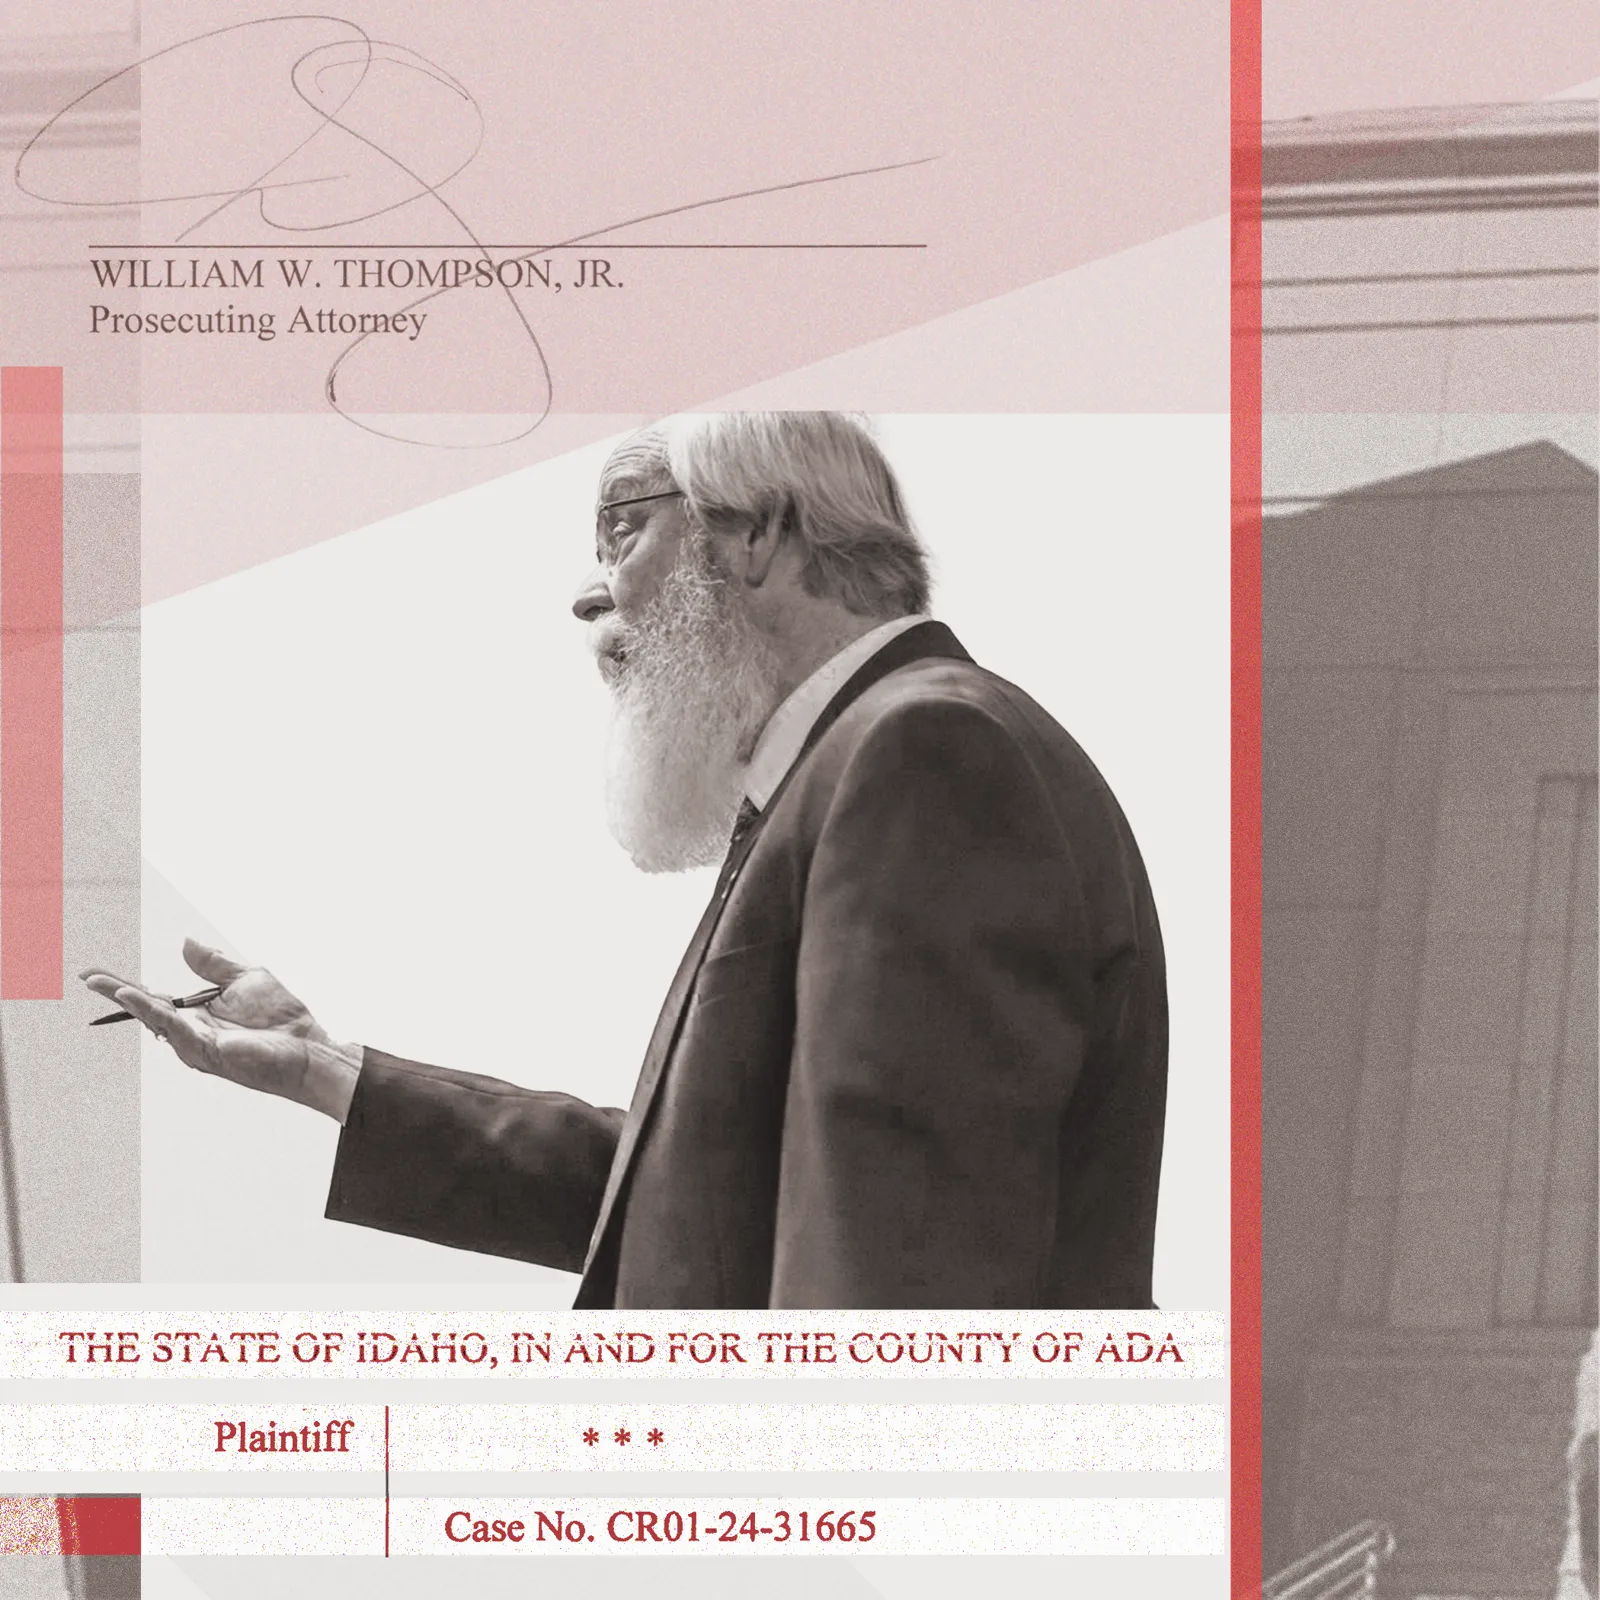 WILLIAM W. THOMPSON, JR.
Prosecuting Attorney
THE STATE OF IDAHO, IN AND FOR THE COUNTY OF ADA
Plaintiff
* * *
Case No. CR01-24-31665